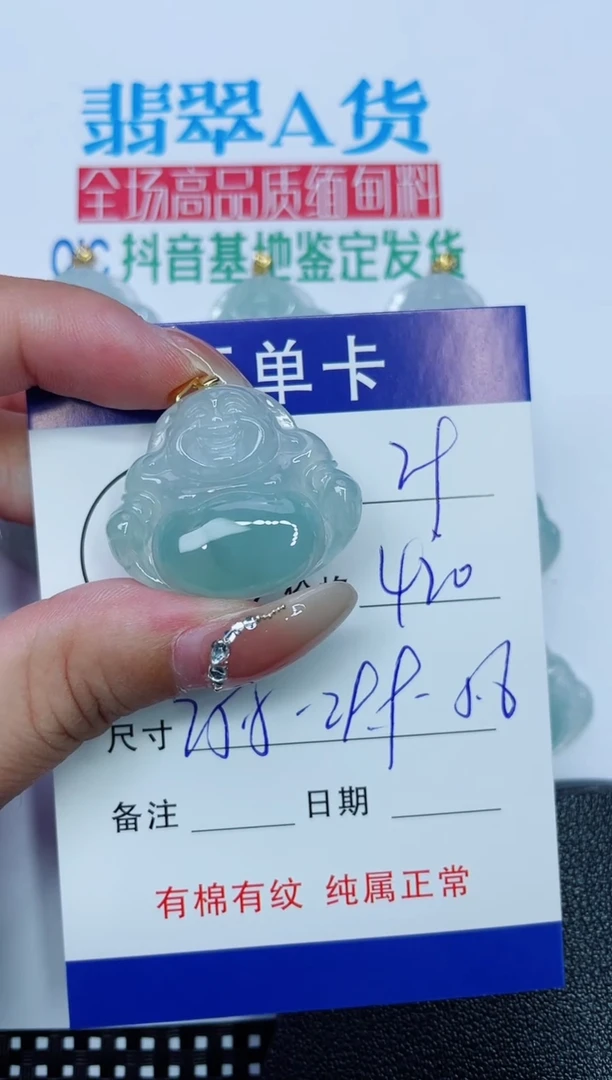 翡翠A货
全场高品质缅甸料
QIC 抖音基地鉴定发货
单卡
420
尺寸
备注 日期
有棉有纹 纯属正常